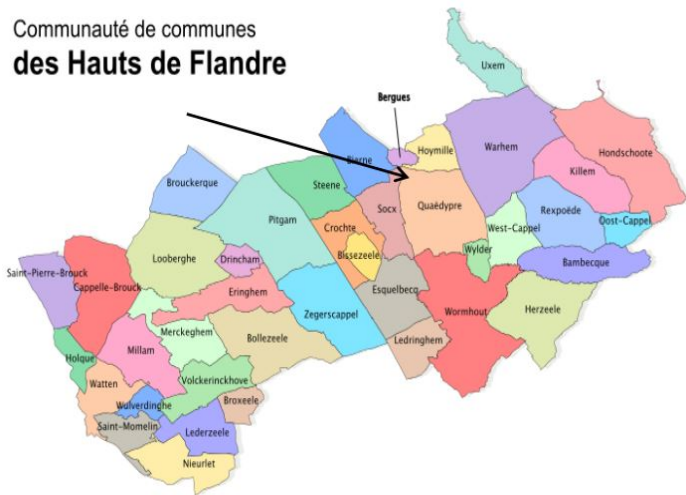 Communauté de communes
des Hauts de Flandre
Uxem
Bergues
Hoymille
Warhem
Hondschoote
Bierne
Killem
Brouckerque
Steene
Socx
Quaëdypre
Rexpoëde
Pitgam
Crochte
West-Cappel
Oost-Cappel
Looberghe
Drincham
Bissezeele
Wylder
Bambecque
Saint-Pierre-Brouck
Cappelle-Brouck
Eringhem
Esquelbecq
Zegerscappel
Wormhout
Herzeele
Merckeghem
Bollezeele
Ledringhem
Holque
Millam
Watten
Volckerinckhove
Wulverdinghe
Broxeele
Saint-Momelin
Lederzeele
Nieurlet